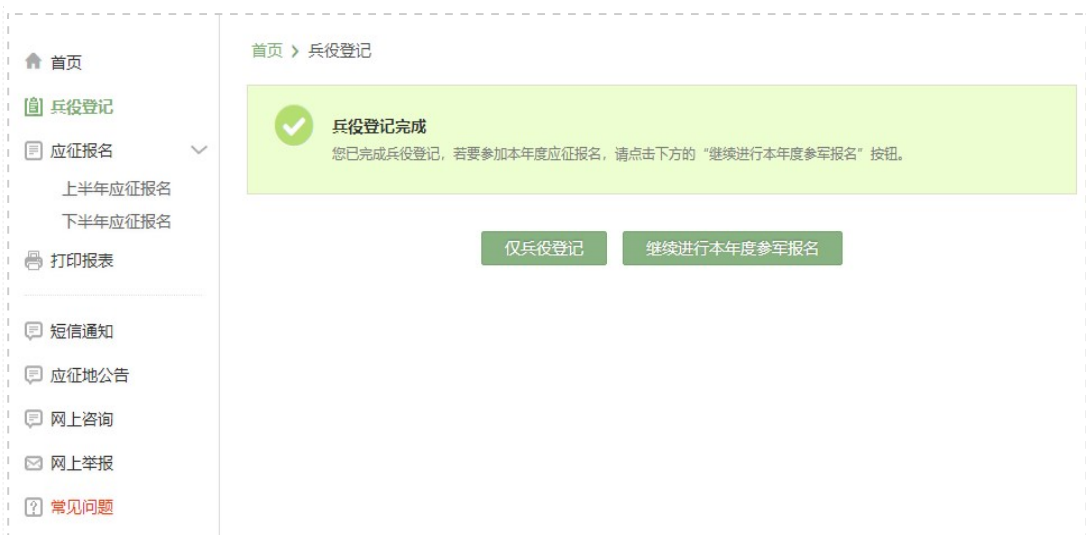 首页
兵役登记
应征报名
上半年应征报名
下半年应征报名
打印报表
短信通知
应征地公告
网上咨询
网上举报
常见问题
首页 > 兵役登记
兵役登记完成
您已完成兵役登记，若要参加本年度应征报名，请点击下方的“继续进行本年度参军报名”按钮。
仅兵役登记
继续进行本年度参军报名